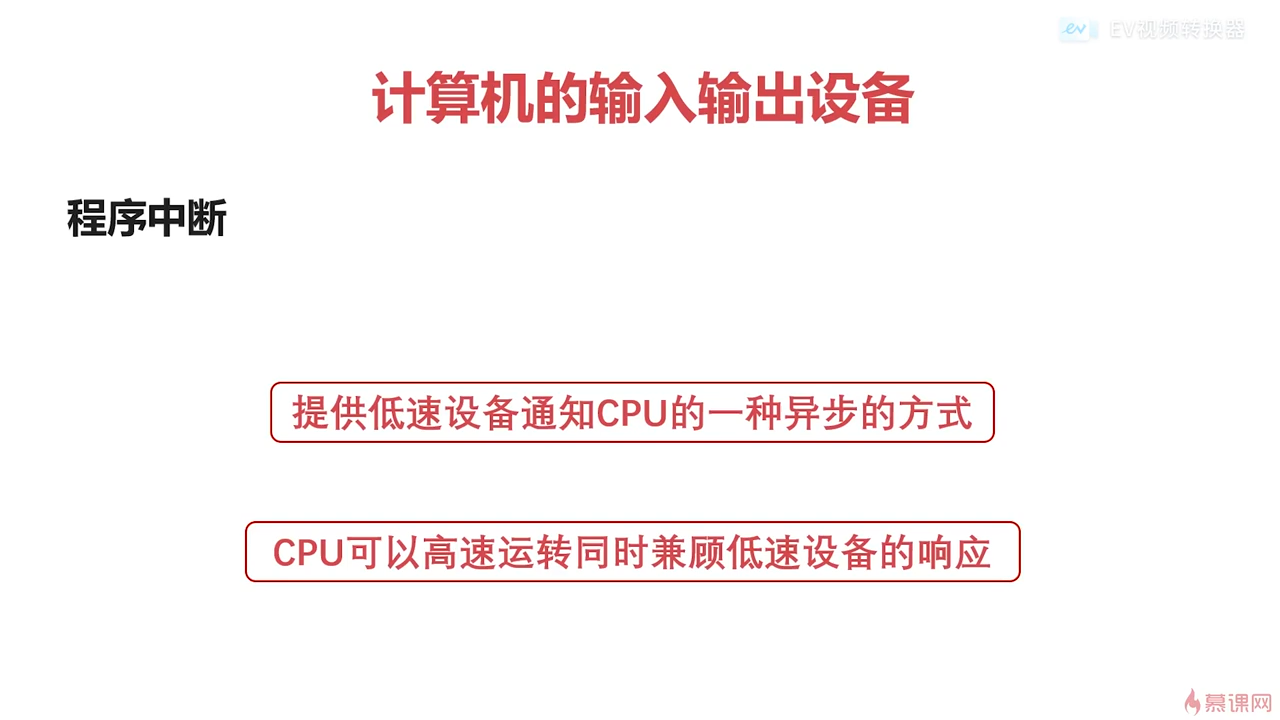 EV视频转换器
计算机的输入输出设备
程序中断
提供低速设备通知CPU的一种异步的方式
CPU可以高速运转同时兼顾低速设备的响应
慕课网